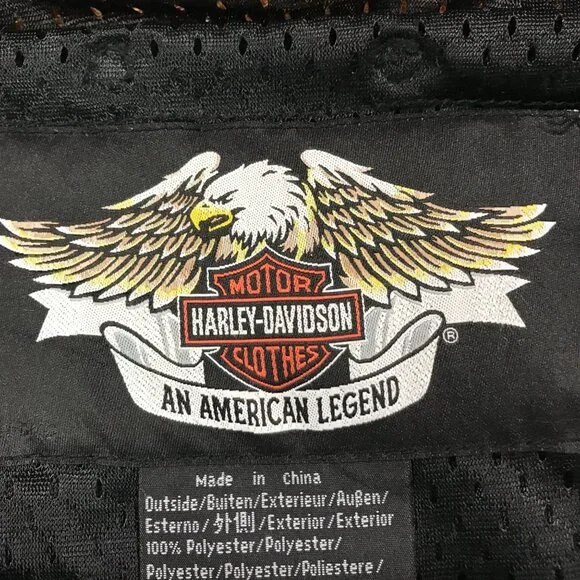 MOTOR
HARLEY-DAVIDSON
CLOTHES
®
AN AMERICAN LEGEND
Made in China
Outside/Buiten/Exterieur/Außen/
Esterno/外側/Exterior/Exterior
100% Polyester/Polyester/
Polyester/Polyester/Poliestere/